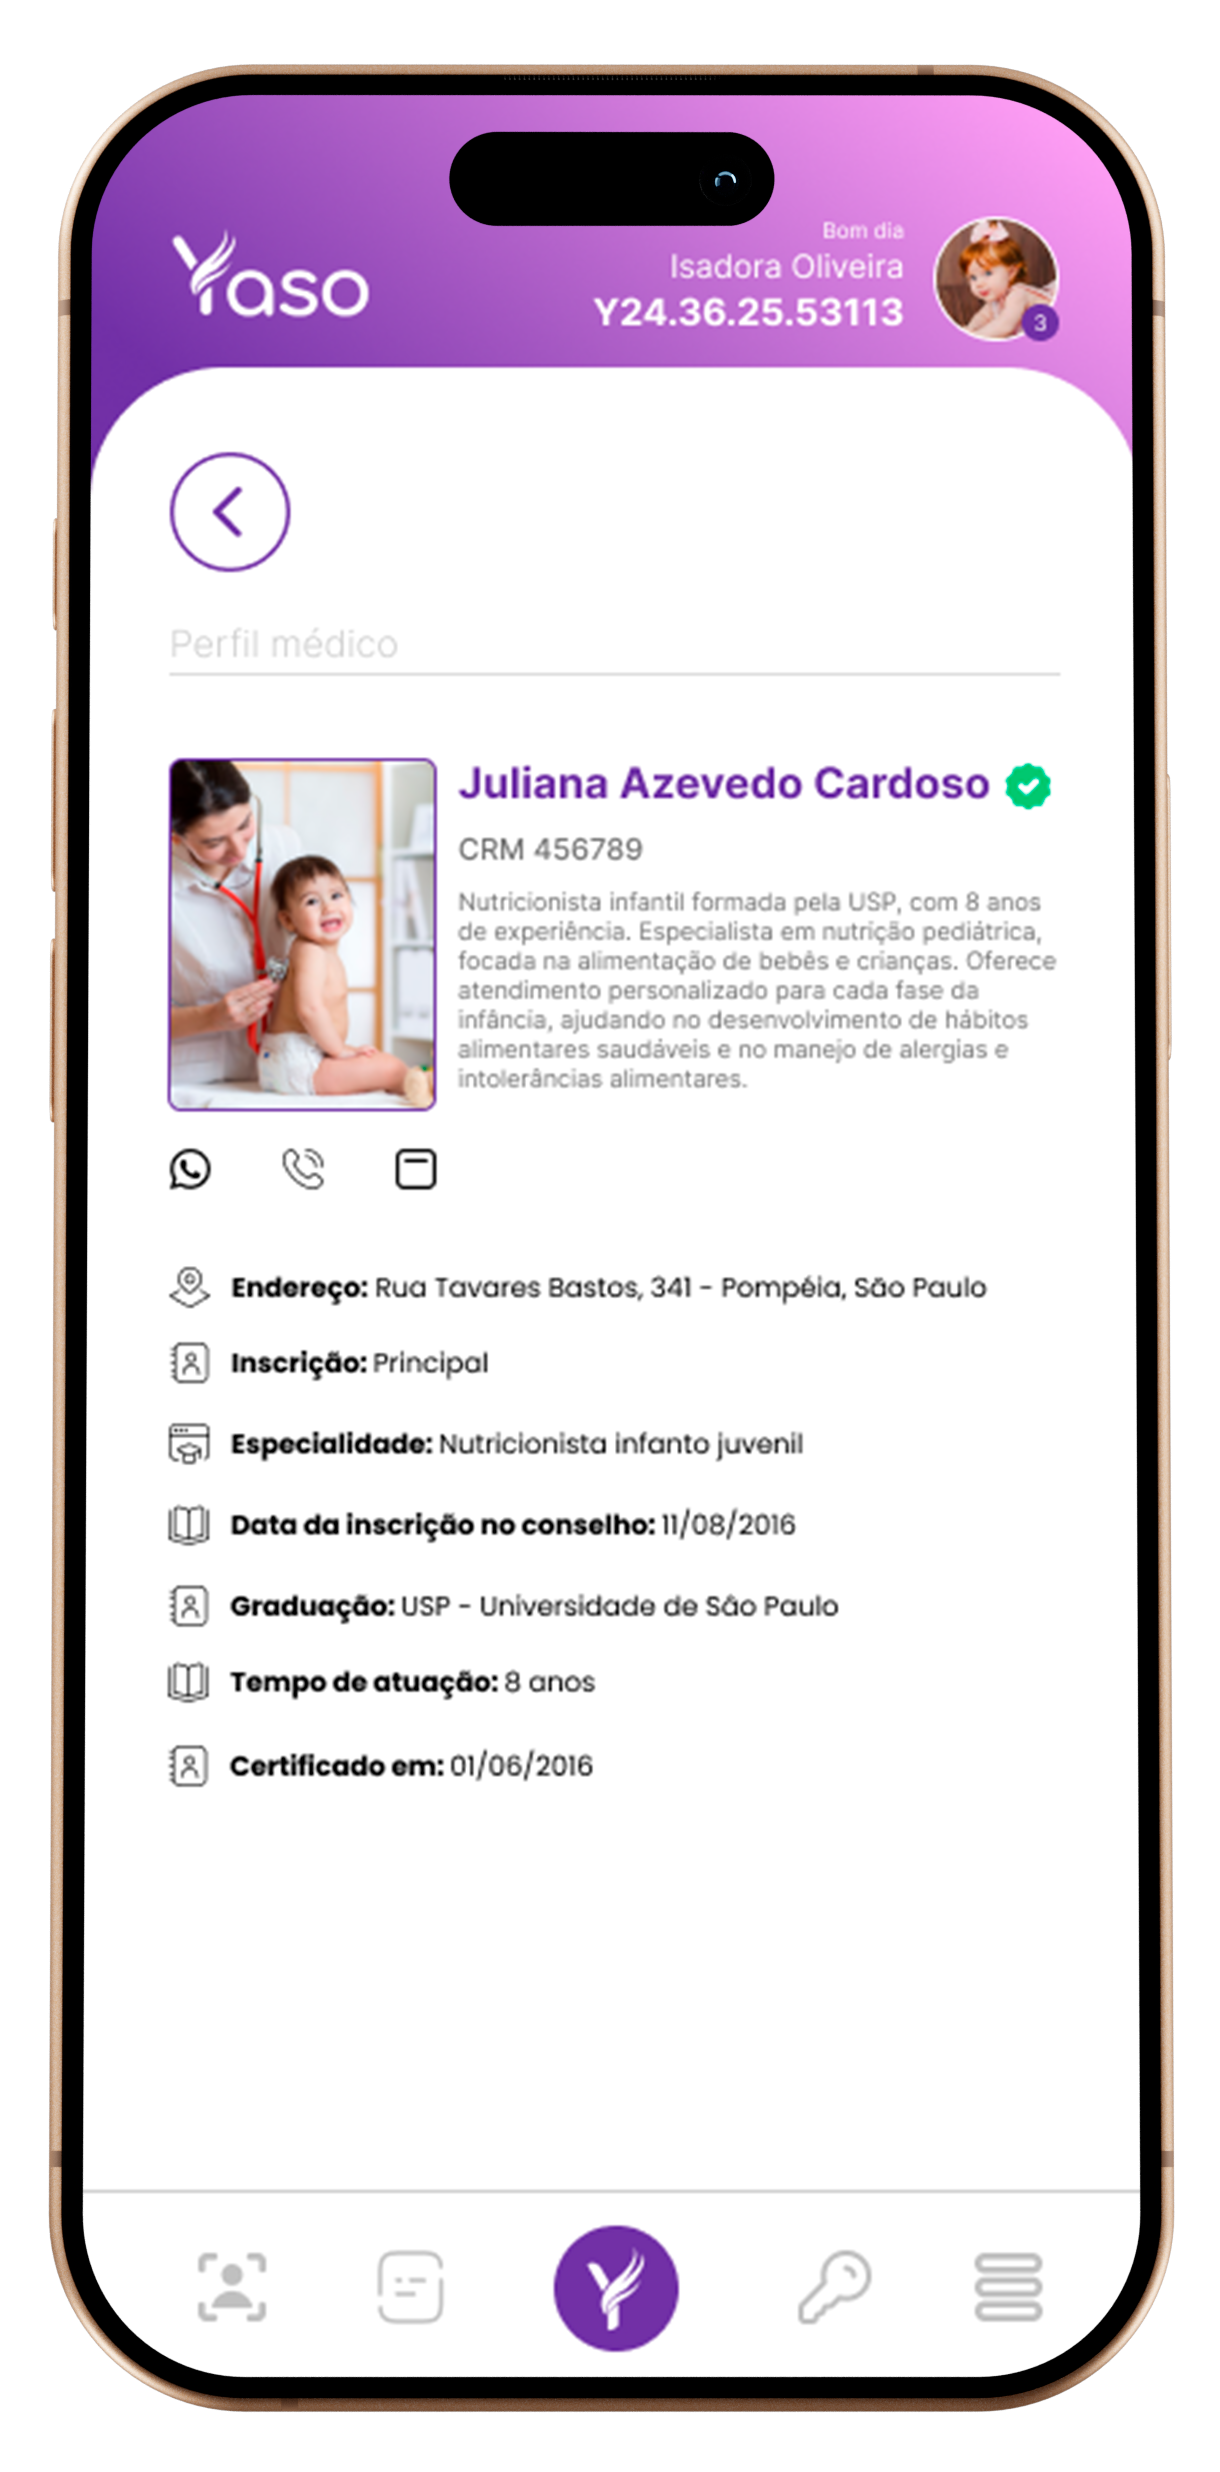 Yaso
Bom dia
Isadora Oliveira
Y24.36.25.53113
3
Perfil médico
Juliana Azevedo Cardoso
CRM 456789
Nutricionista infantil formada pela USP, com 8 anos
de experiência. Especialista em nutrição pediátrica,
focada na alimentação de bebês e crianças. Oferece
atendimento personalizado para cada fase da
infância, ajudando no desenvolvimento de hábitos
alimentares saudáveis e no manejo de alergias e
intolerâncias alimentares.
Endereço: Rua Tavares Bastos, 341 - Pompéia, São Paulo
Inscrição: Principal
Especialidade: Nutricionista infanto juvenil
Data da inscrição no conselho: 11/08/2016
Graduação: USP - Universidade de São Paulo
Tempo de atuação: 8 anos
Certificado em: 01/06/2016